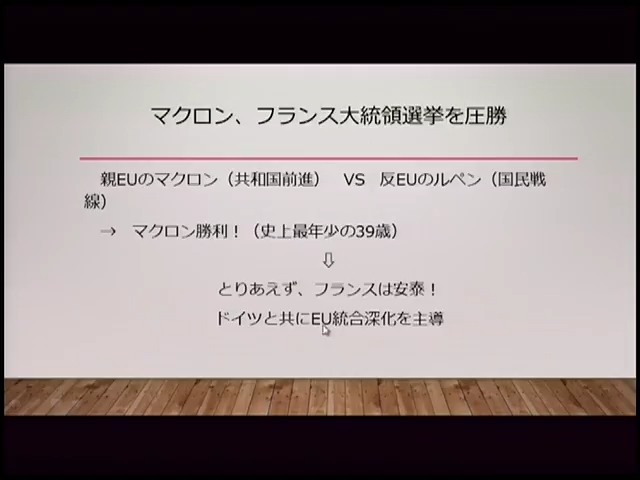 マクロン、フランス大統領選挙を圧勝
親EUのマクロン（共和国前進）　VS　反EUのルペン（国民戦
線）
→　マクロン勝利！（史上最年少の39歳）
⇩
とりあえず、フランスは安泰！
ドイツと共にEU統合深化を主導